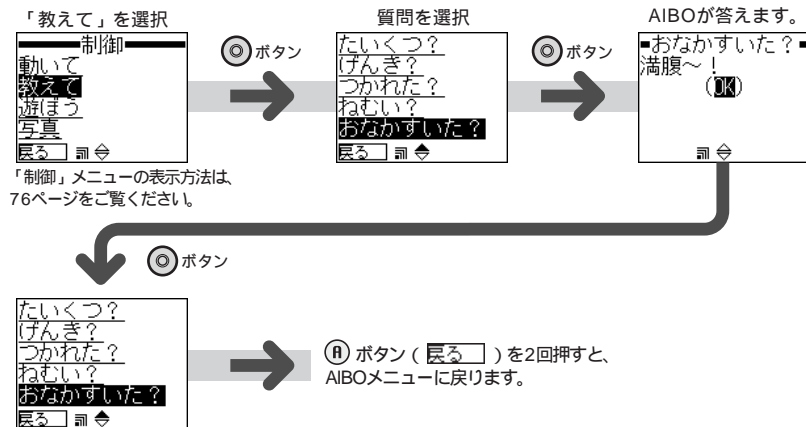 「教えて」を選択
制御
動いて
教えて
遊ぼう
写真
戻る
「制御」メニューの表示方法は、
76ページをご覧ください。
ボタン
質問を選択
たいくつ？
げんき？
つかれた？
ねむい？
おなかすいた？
戻る
ボタン
AIBOが答えます。
おなかすいた？
満腹～！
(OK)
ボタン
たいくつ？
げんき？
つかれた？
ねむい？
おなかすいた？
戻る
A ボタン ( 戻る ) を2回押すと、
AIBOメニューに戻ります。